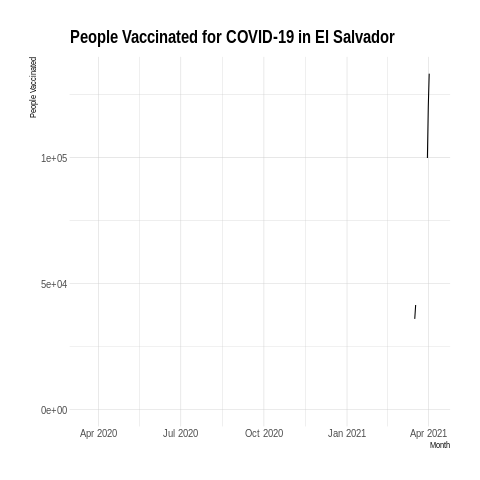 People Vaccinated for COVID-19 in El Salvador
People Vaccinated
1e+05
5e+04
0e+00
Apr 2020 Jul 2020 Oct 2020 Jan 2021 Apr 2021
Month